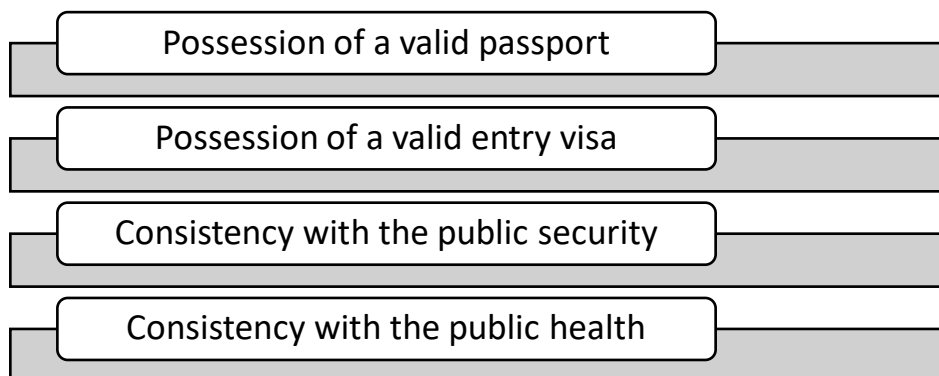 Possession of a valid passport
Possession of a valid entry visa
Consistency with the public security
Consistency with the public health